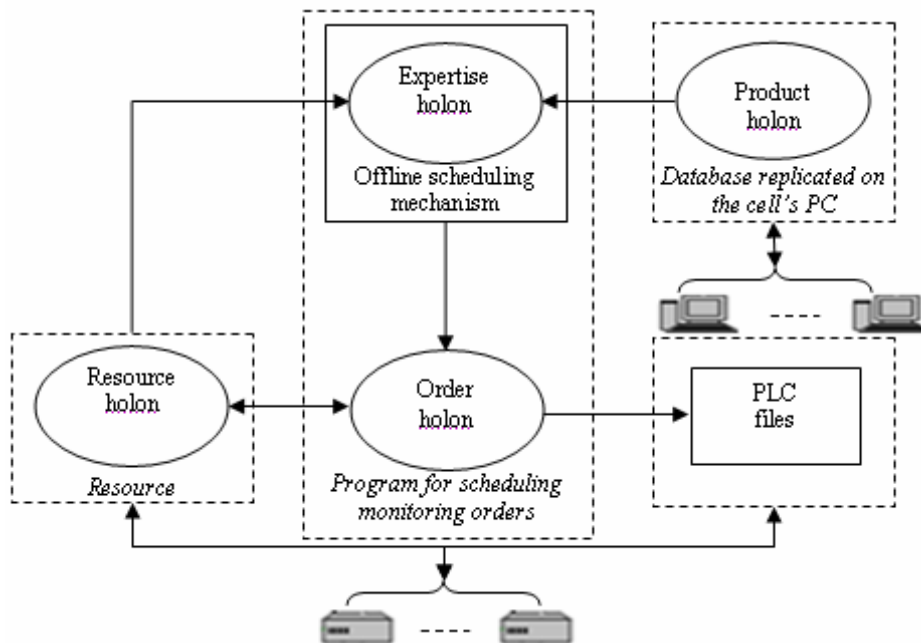 Expertise
holon
Offline scheduling
mechanism
Product
holon
Database replicated on
the cell's PC
Resource
holon
Resource
Order
holon
Program for scheduling
monitoring orders
PLC
files